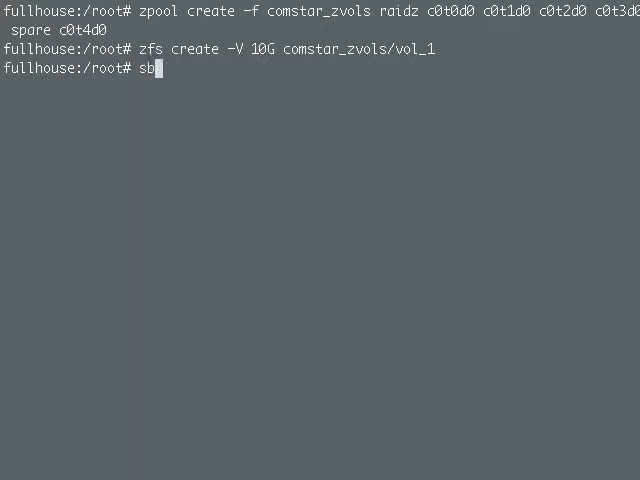 fullhouse:/root# zpool create -f comstar_zvols raidz c0t0d0 c0t1d0 c0t2d0 c0t3d0
spare c0t4d0
fullhouse:/root# zfs create -V 10G comstar_zvols/vol_1
fullhouse:/root# sb